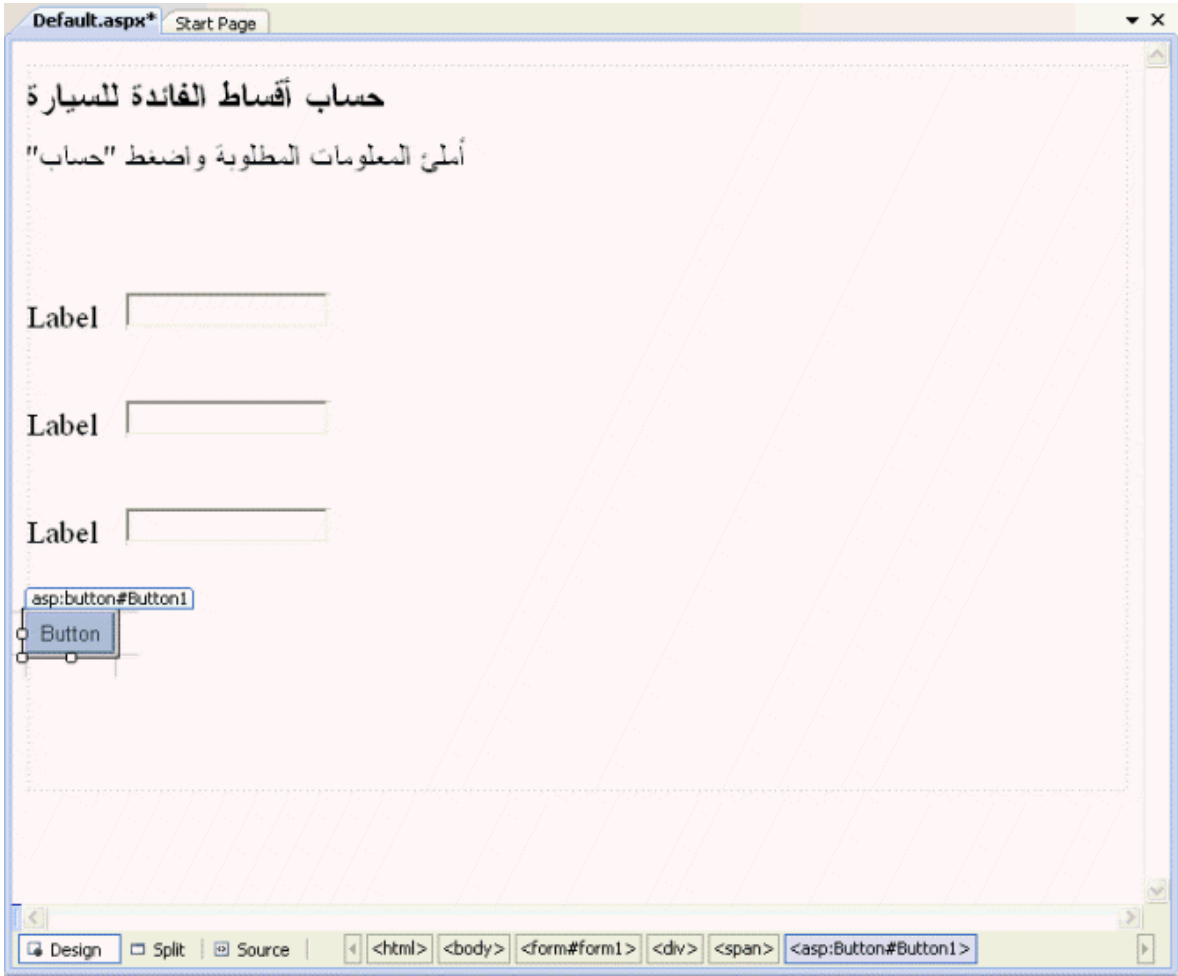 Default.aspx* Start Page
حساب أقساط الفائدة للسيارة
أملئ المعلومات المطلوبة واضغط "حساب"
Label
Label
Label
asp:button#Button1
Button
Design Split Source <html> <body> <form#form1> <div> <span> <asp:Button#Button1>